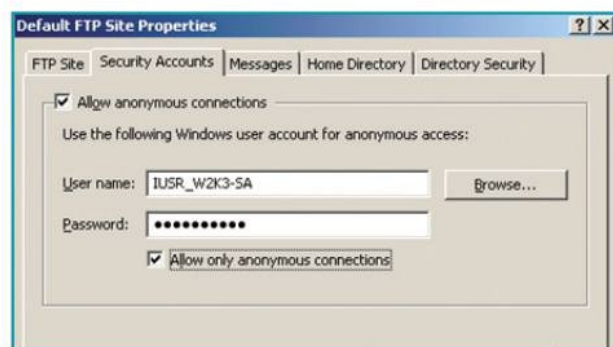 Default FTP Site Properties
FTP Site Security Accounts Messages Home Directory Directory Security
Allow anonymous connections
Use the following Windows user account for anonymous access:
User name: IUSR_W2K3-SA Browse...
Password: ••••••••••
Allow only anonymous connections